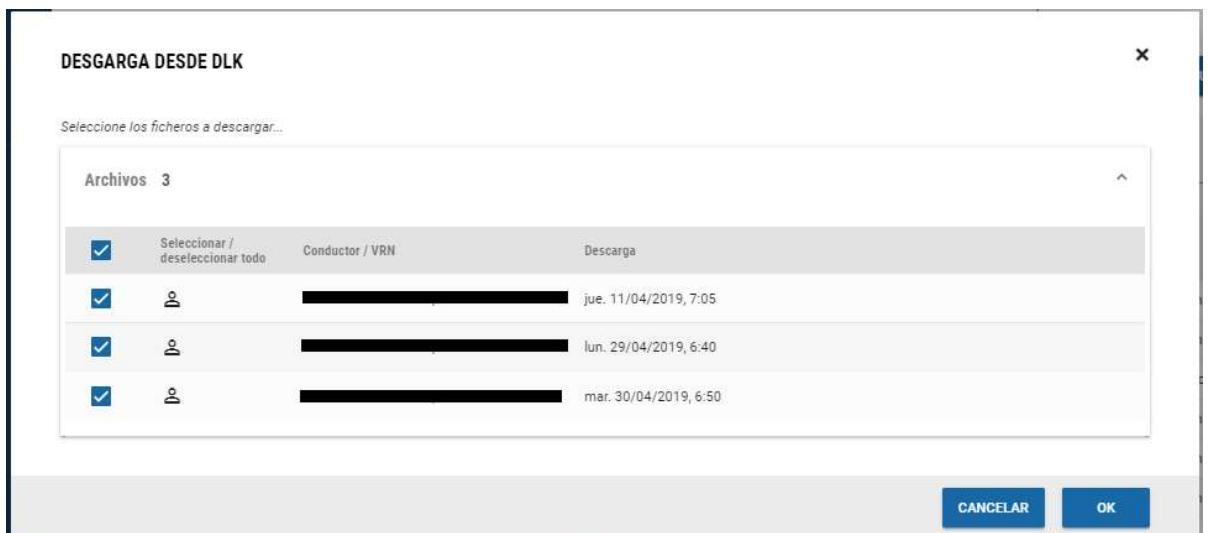 DESGARGA DESDE DLK
Seleccione los ficheros a descargar...
Archivos 3
Seleccionar /
deseleccionar todo
Conductor / VRN
Descarga
jue. 11/04/2019, 7:05
lun. 29/04/2019, 6:40
mar. 30/04/2019, 6:50
CANCELAR
OK